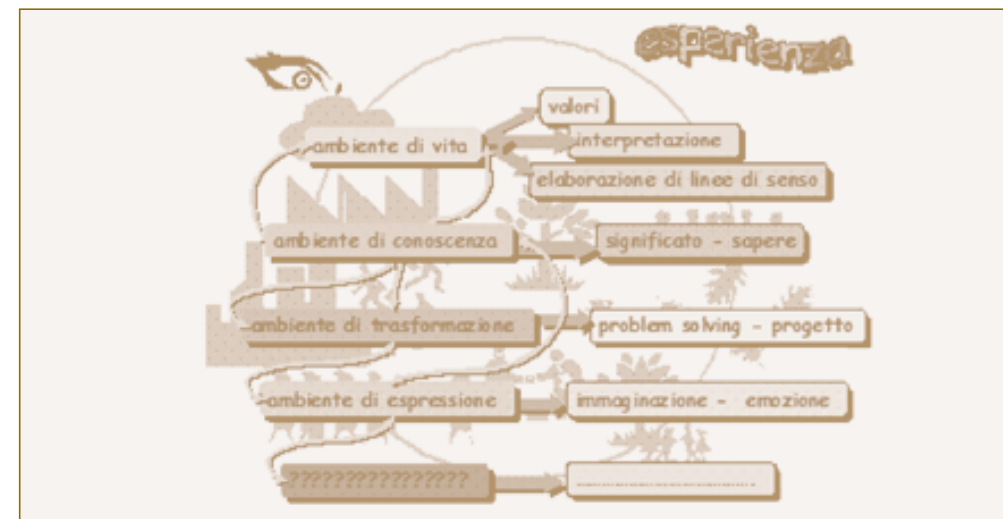 esperienza
valori
ambiente di vita
interpretazione
elaborazione di linee di senso
ambiente di conoscenza
significato - sapere
ambiente di trasformazione
problem solving - progetto
ambiente di espressione
immaginazione - emozione
????????????????
................................................